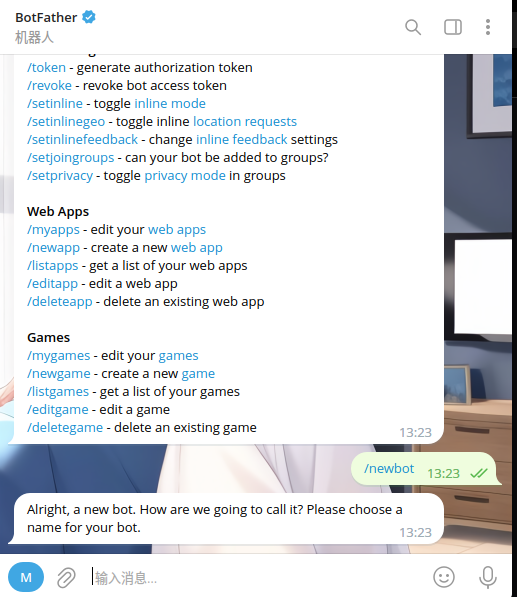 BotFather
机器人
/token - generate authorization token
/revoke - revoke bot access token
/setinline - toggle inline mode
/setinlinegeo - toggle inline location requests
/setinlinefeedback - change inline feedback settings
/setjoingroups - can your bot be added to groups?
/setprivacy - toggle privacy mode in groups
Web Apps
/myapps - edit your web apps
/newapp - create a new web app
/listapps - get a list of your web apps
/editapp - edit a web app
/deleteapp - delete an existing web app
Games
/mygames - edit your games
/newgame - create a new game
/listgames - get a list of your games
/editgame - edit a game
/deletegame - delete an existing game
13:23
/newbot 13:23
Alright, a new bot. How are we going to call it? Please choose a
name for your bot.
13:23
M
输入消息...